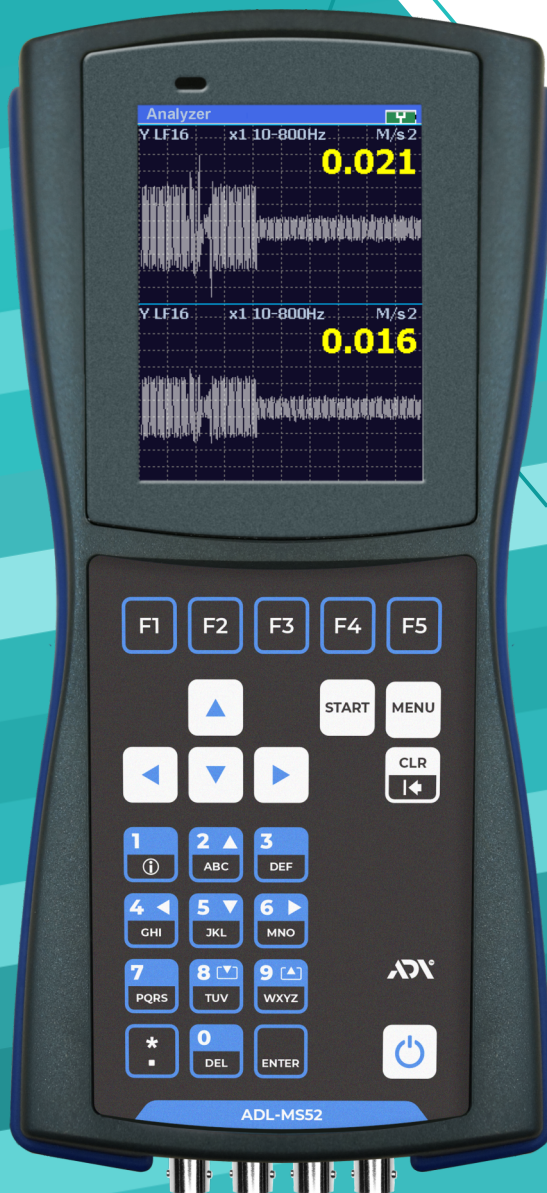 Analyzer
Y LF16 x1 10-800Hz M/s2
0.021
Y LF16 x1 10-800Hz M/s2
0.016
F1 F2 F3 F4 F5
START MENU
CLR
1 2 3
ABC DEF
4 5 6
GHI JKL MNO
7 8 9
PQRS TUV WXYZ
* 0
DEL ENTER
ADL
ADL-MS52